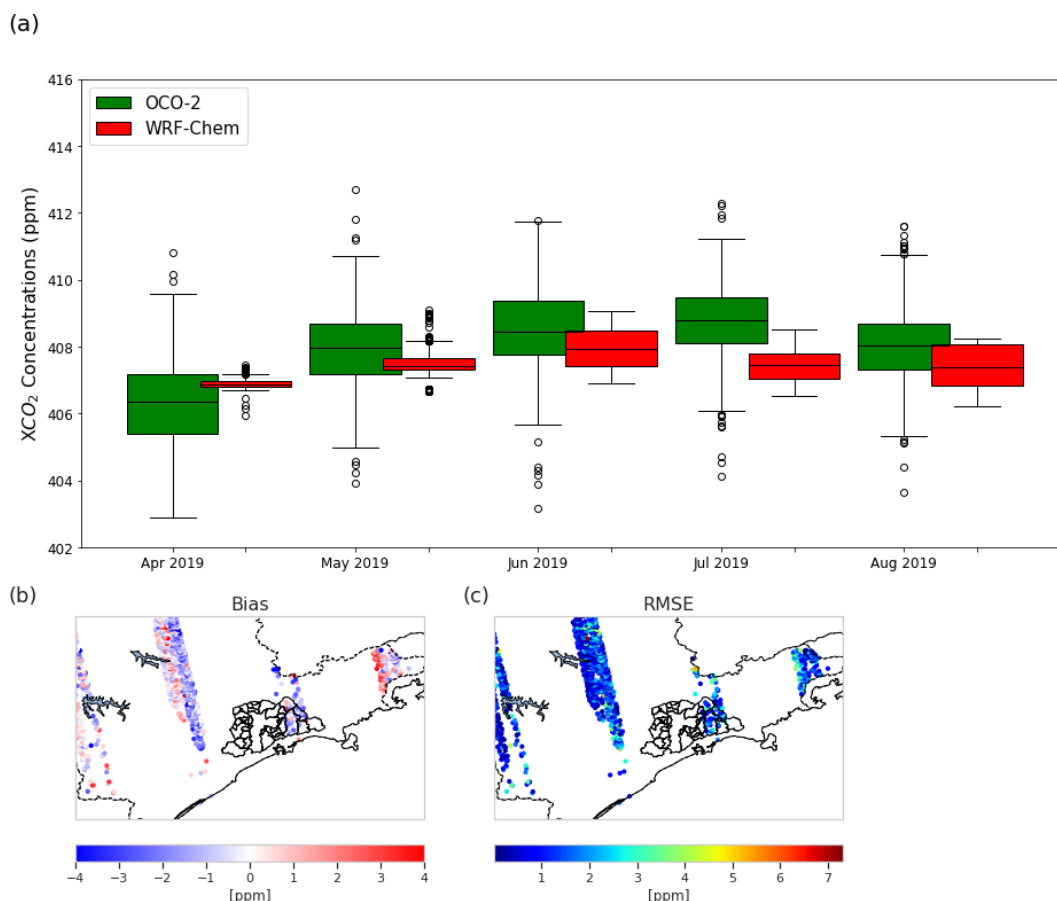 (a)
416
414
412
410
408
406
404
402
XCO₂ Concentrations (ppm)
OCO-2
WRF-Chem
Apr 2019 May 2019 Jun 2019 Jul 2019 Aug 2019
(b) Bias (c) RMSE
−4 −3 −2 −1 0 1 2 3 4
[ppm]
1 2 3 4 5 6 7
[ppm]